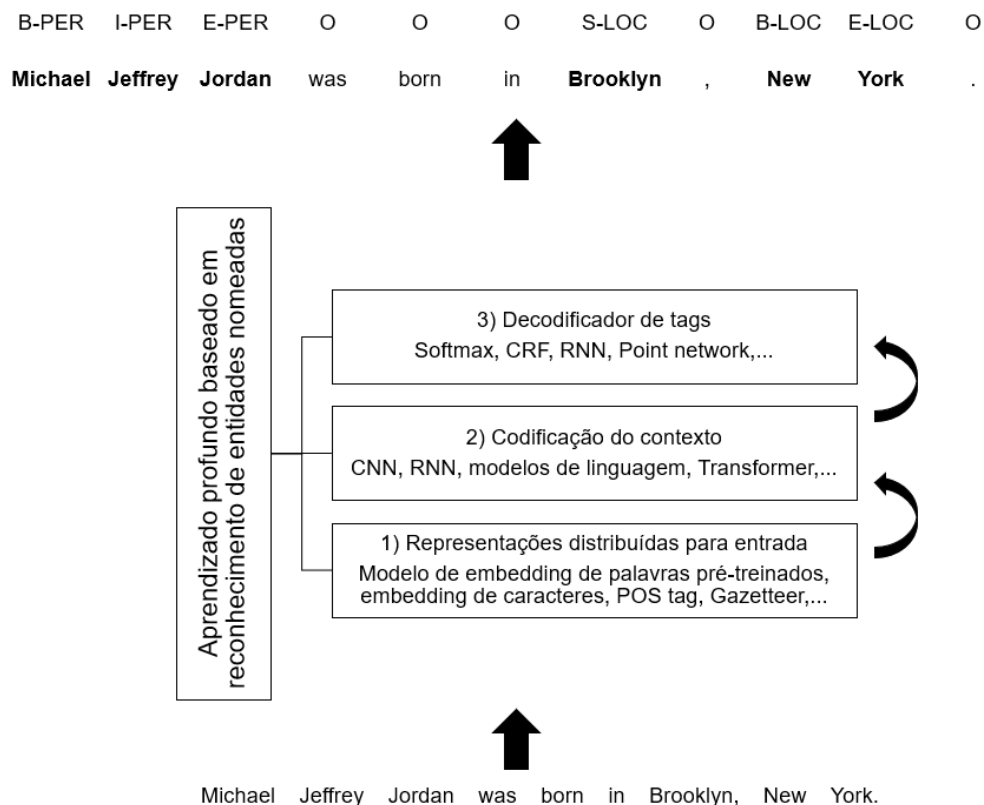 B-PER I-PER E-PER O O O S-LOC O B-LOC E-LOC O
Michael Jeffrey Jordan was born in Brooklyn , New York .
Aprendizado profundo baseado em
reconhecimento de entidades nomeadas
3) Decodificador de tags
Softmax, CRF, RNN, Point network,...
2) Codificação do contexto
CNN, RNN, modelos de linguagem, Transformer,...
1) Representações distribuídas para entrada
Modelo de embedding de palavras pré-treinados,
embedding de caracteres, POS tag, Gazetteer,...
Michael Jeffrey Jordan was born in Brooklyn, New York.